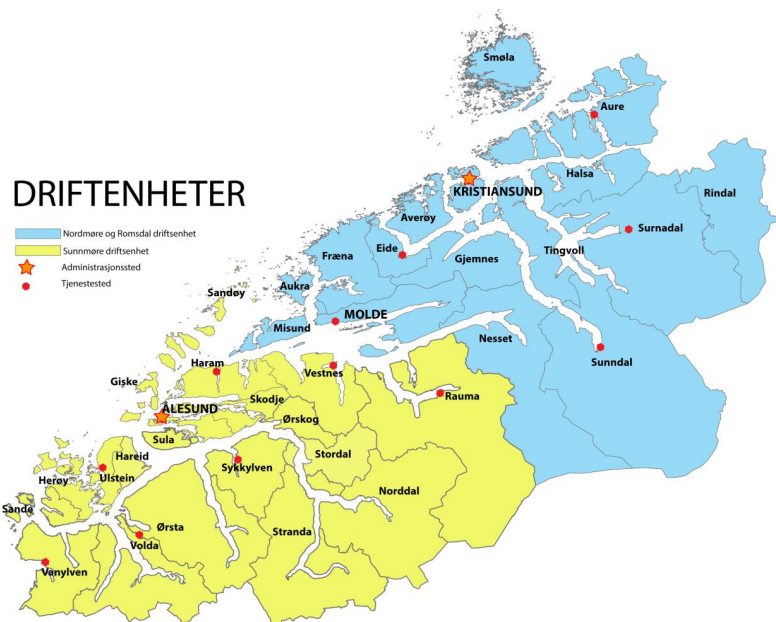 DRIFTENHETER
Nordmøre og Romsdal driftsenhet
Sunnmøre driftsenhet
Administrasjonssted
Tjenestested
Smøla
Aure
Halsa
KRISTIANSUND
Rindal
Averøy
Surnadal
Eide
Tingvoll
Fræna
Gjemnes
Aukra
Sandøy
MOLDE
Misund
Nesset
Sunndal
Haram
Vestnes
Giske
Skodje
Rauma
ÅLESUND
Ørskog
Sula
Hareid
Stordal
Sykkylven
Ulstein
Herøy
Norddal
Sande
Ørsta
Stranda
Volda
Vanylven